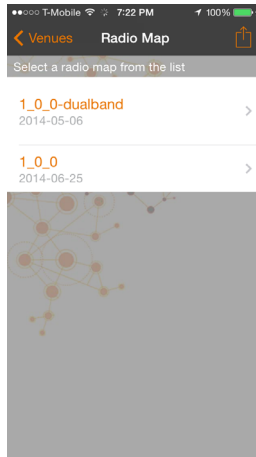 T-Mobile 7:22 PM 100%
Venues Radio Map
Select a radio map from the list
1_0_0-dualband
2014-05-06
1_0_0
2014-06-25